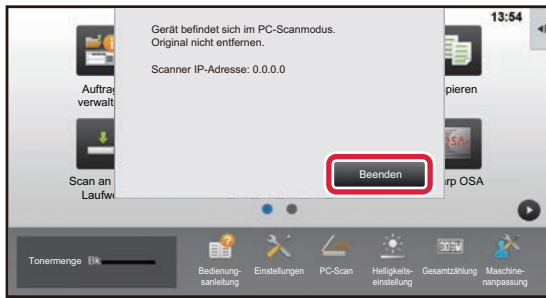 13:54
Gerät befindet sich im PC-Scanmodus.
Original nicht entfernen.
Scanner IP-Adresse: 0.0.0.0
Beenden
verwalt
pieren
Scan an
Laufw
rp OSA
Tonermenge Bk
Bedienung-
sanleitung
Einstellungen
PC-Scan
Helligkeits-
einstellung
Gesamtzählung
Maschine-
nanpassung